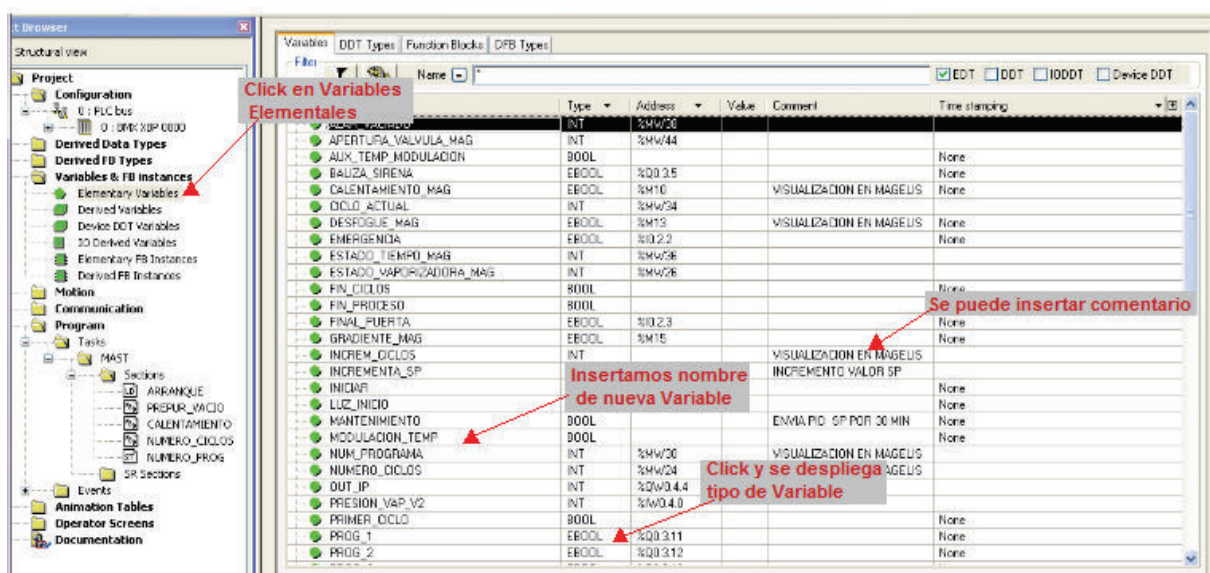 t Browser
Structural view
Project
Configuration
0 : PLC bus
0 : BMX XBP 0800
Derived Data Types
Derived FB Types
Variables & FB instances
Elementary Variables
Derived Variables
Device DDT Variables
IO Derived Variables
Elementary FB Instances
Derived FB Instances
Motion
Communication
Program
Tasks
MAST
Sections
LD ARRANQUE
PREPUR_VACIO
CALENTAMIENTO
NUMERO_CICLOS
ST NUMERO_PROG
SR Sections
Events
Animation Tables
Operator Screens
Documentation
Click en Variables
Elementales
Variables DDT Types Function Blocks DFB Types
Filter
Name = *
EDT DDT IODDT Device DDT
Type Address Value Comment Time stamping
INT %MW38
APERTURA_VALVULA_MAG INT %MW44
AUX_TEMP_MODULACION BOOL None
BALIZA_SIRENA EBOOL %Q0.3.5 None
CALENTAMIENTO_MAG EBOOL %M10 VISUALIZACION EN MAGELIS None
CICLO_ACTUAL INT %MW34
DESFOGUE_MAG EBOOL %M13 VISUALIZACION EN MAGELIS None
EMERGENCIA EBOOL %I0.2.2 None
ESTADO_TIEMPO_MAG INT %MW36
ESTADO_VAPORIZADORA_MAG INT %MW26
FIN_CICLOS BOOL None
FIN_PROCESO BOOL
Se puede insertar comentario
FINAL_PUERTA EBOOL %I0.2.3 None
GRADIENTE_MAG EBOOL %M15 None
INCREM_CICLOS INT VISUALIZACION EN MAGELIS
INCREMENTA_SP INCREMENTO VALOR SP
Insertamos nombre
de nueva Variable
INICIAR None
LUZ_INICIO None
MANTENIMIENTO BOOL ENVIA PID SP POR 30 MIN None
MODULACION_TEMP BOOL None
NUM_PROGRAMA INT %MW30
NUMERO_CICLOS INT %MW24 AGELIS
Click y se despliega
tipo de Variable
OUT_IP INT %QW0.4.4
PRESION_VAP_V2 INT %IW0.4.0
PRIMER_CICLO BOOL None
PROG_1 EBOOL %Q0.3.11 None
PROG_2 EBOOL %Q0.3.12 None